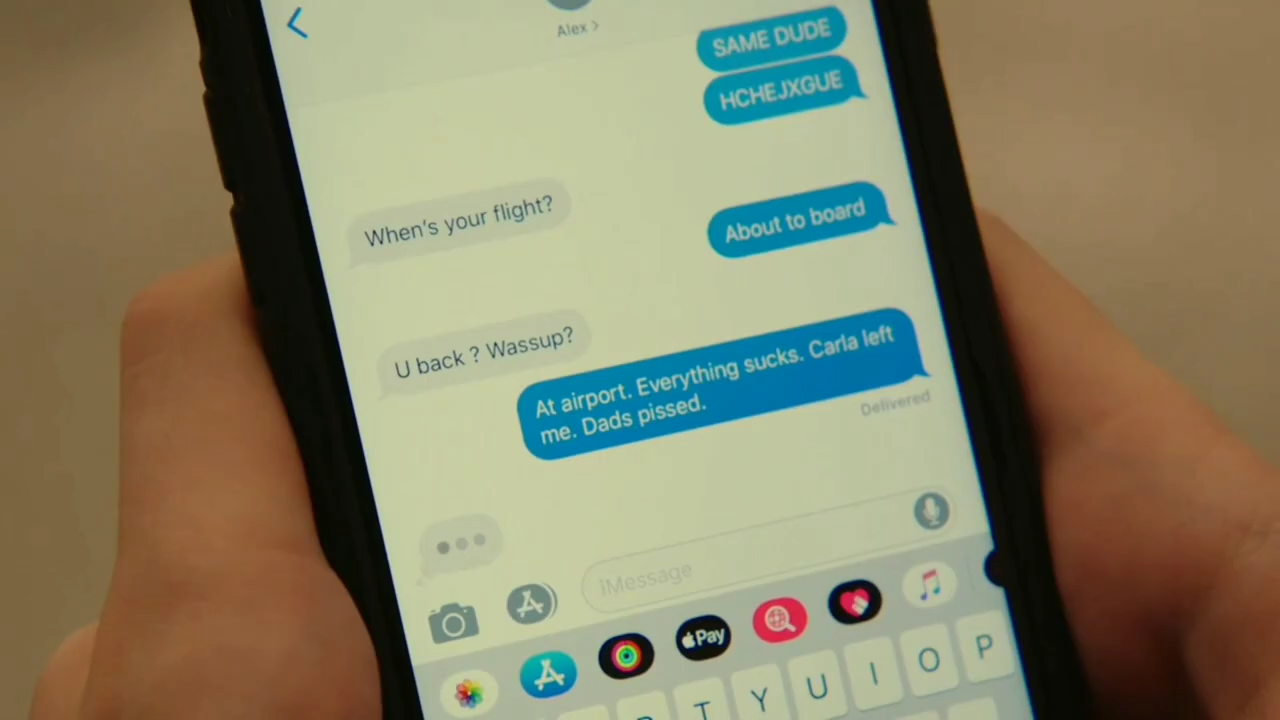 Alex >
SAME DUDE
HCHEJXGUE
When's your flight?
About to board
U back ? Wassup?
At airport. Everything sucks. Carla left
me. Dads pissed.
Delivered
iMessage
Pay
T Y U I O P